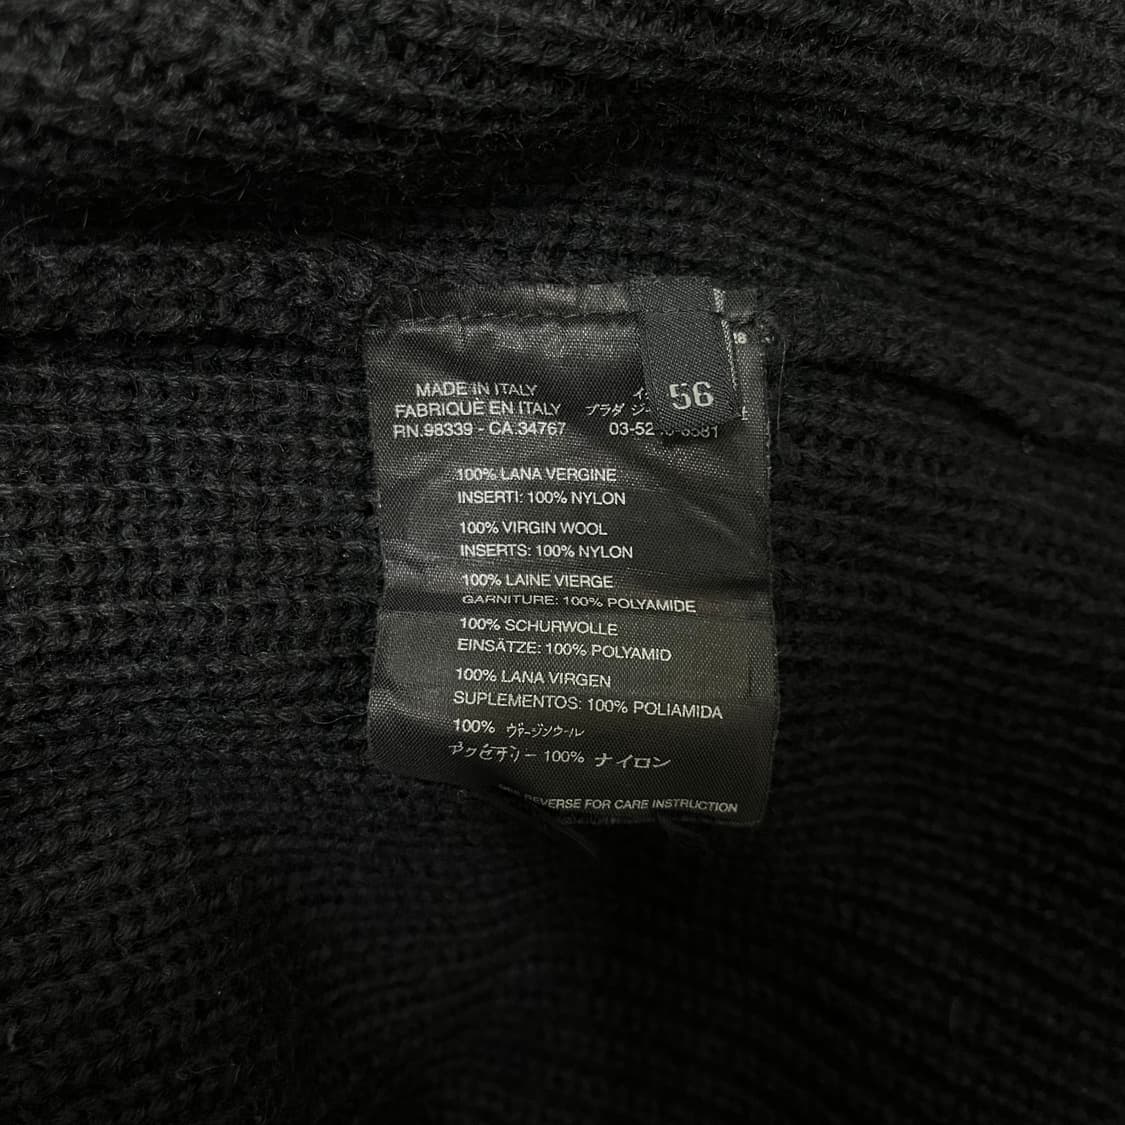 56
MADE IN ITALY
FABRIQUE EN ITALY
RN.98339 - CA.34767
プラダ ジ
100% LANA VERGINE
INSERTI: 100% NYLON
100% VIRGIN WOOL
INSERTS: 100% NYLON
100% LAINE VIERGE
GARNITURE: 100% POLYAMIDE
100% SCHURWOLLE
EINSÄTZE: 100% POLYAMID
100% LANA VIRGEN
SUPLEMENTOS: 100% POLIAMIDA
100% ヴァージンウール
アクセサリー 100% ナイロン
REVERSE FOR CARE INSTRUCTION